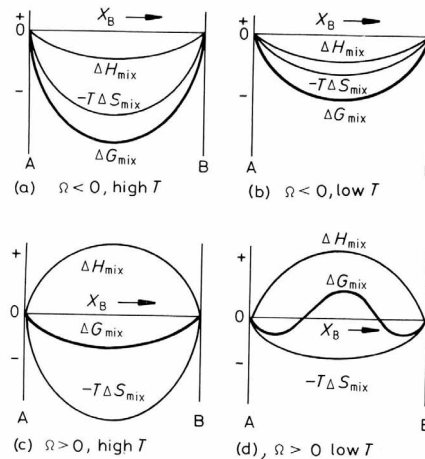 + X_B →
0
ΔH_mix
−TΔS_mix
−
ΔG_mix
A B
(a) Ω < 0, high T
+ X_B →
0
ΔH_mix
−TΔS_mix
−
ΔG_mix
A B
(b) Ω < 0, low T
+
ΔH_mix
X_B →
0
ΔG_mix
−
−TΔS_mix
A B
(c) Ω > 0, high T
+
ΔH_mix
ΔG_mix
0
X_B →
−
−TΔS_mix
A
(d), Ω > 0 low T